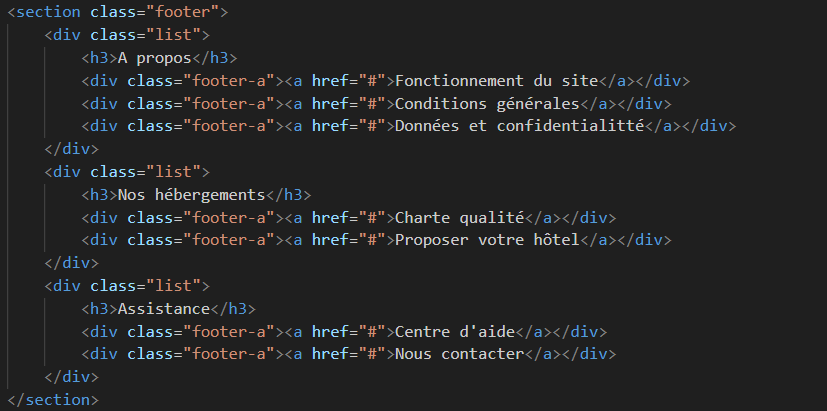 <section class="footer">
<div class="list">
<h3>A propos</h3>
<div class="footer-a"><a href="#">Fonctionnement du site</a></div>
<div class="footer-a"><a href="#">Conditions générales</a></div>
<div class="footer-a"><a href="#">Données et confidentialitté</a></div>
</div>
<div class="list">
<h3>Nos hébergements</h3>
<div class="footer-a"><a href="#">Charte qualité</a></div>
<div class="footer-a"><a href="#">Proposer votre hôtel</a></div>
</div>
<div class="list">
<h3>Assistance</h3>
<div class="footer-a"><a href="#">Centre d'aide</a></div>
<div class="footer-a"><a href="#">Nous contacter</a></div>
</div>
</section>